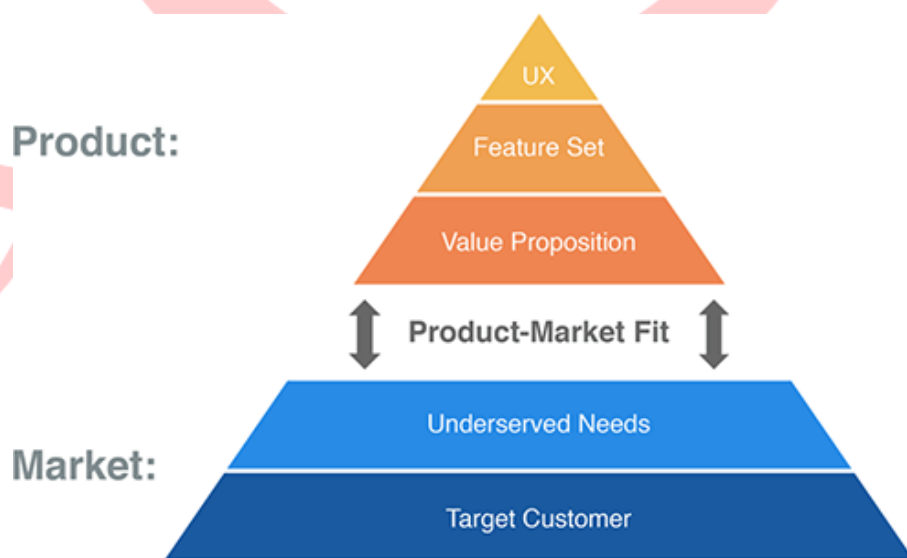 UX
Product:
Feature Set
Value Proposition
Product-Market Fit
Underserved Needs
Market:
Target Customer